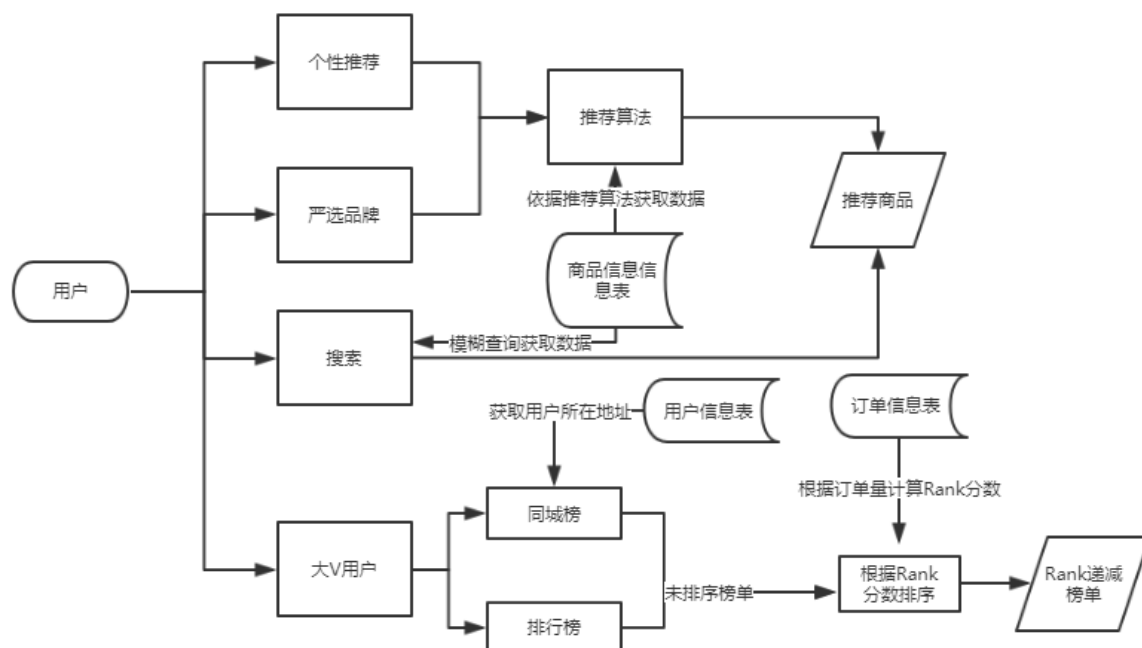 个性推荐
推荐算法
依据推荐算法获取数据
推荐商品
严选品牌
商品信息信
息表
用户
搜索
模糊查询获取数据
获取用户所在地址
用户信息表
订单信息表
根据订单量计算Rank分数
同城榜
大V用户
未排序榜单
根据Rank
分数排序
Rank递减
榜单
排行榜